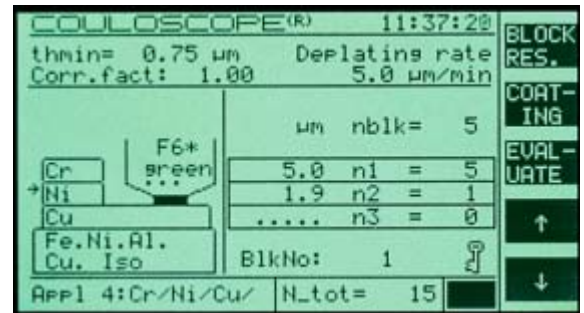 COULOSCOPE(R) 11:37:20
thmin= 0.75 µm Deplating rate
Corr.fact: 1.00 5.0 µm/min
µm nblk= 5
F6*
green
Cr 5.0 n1 = 5
→Ni 1.9 n2 = 1
Cu ..... n3 = 0
Fe.Ni.Al.
Cu. Iso BlkNo: 1
Appl 4:Cr/Ni/Cu/ N_tot= 15
BLOCK
RES.
COAT-
ING
EVAL-
UATE
↑
↓